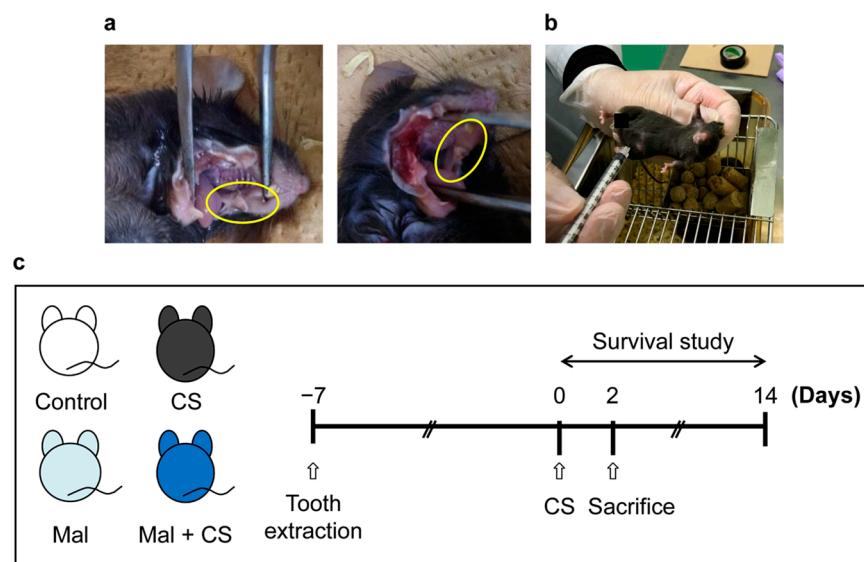 a
b
c
Control
CS
Mal
Mal + CS
Survival study
−7
0
2
14
(Days)
Tooth
extraction
CS
Sacrifice